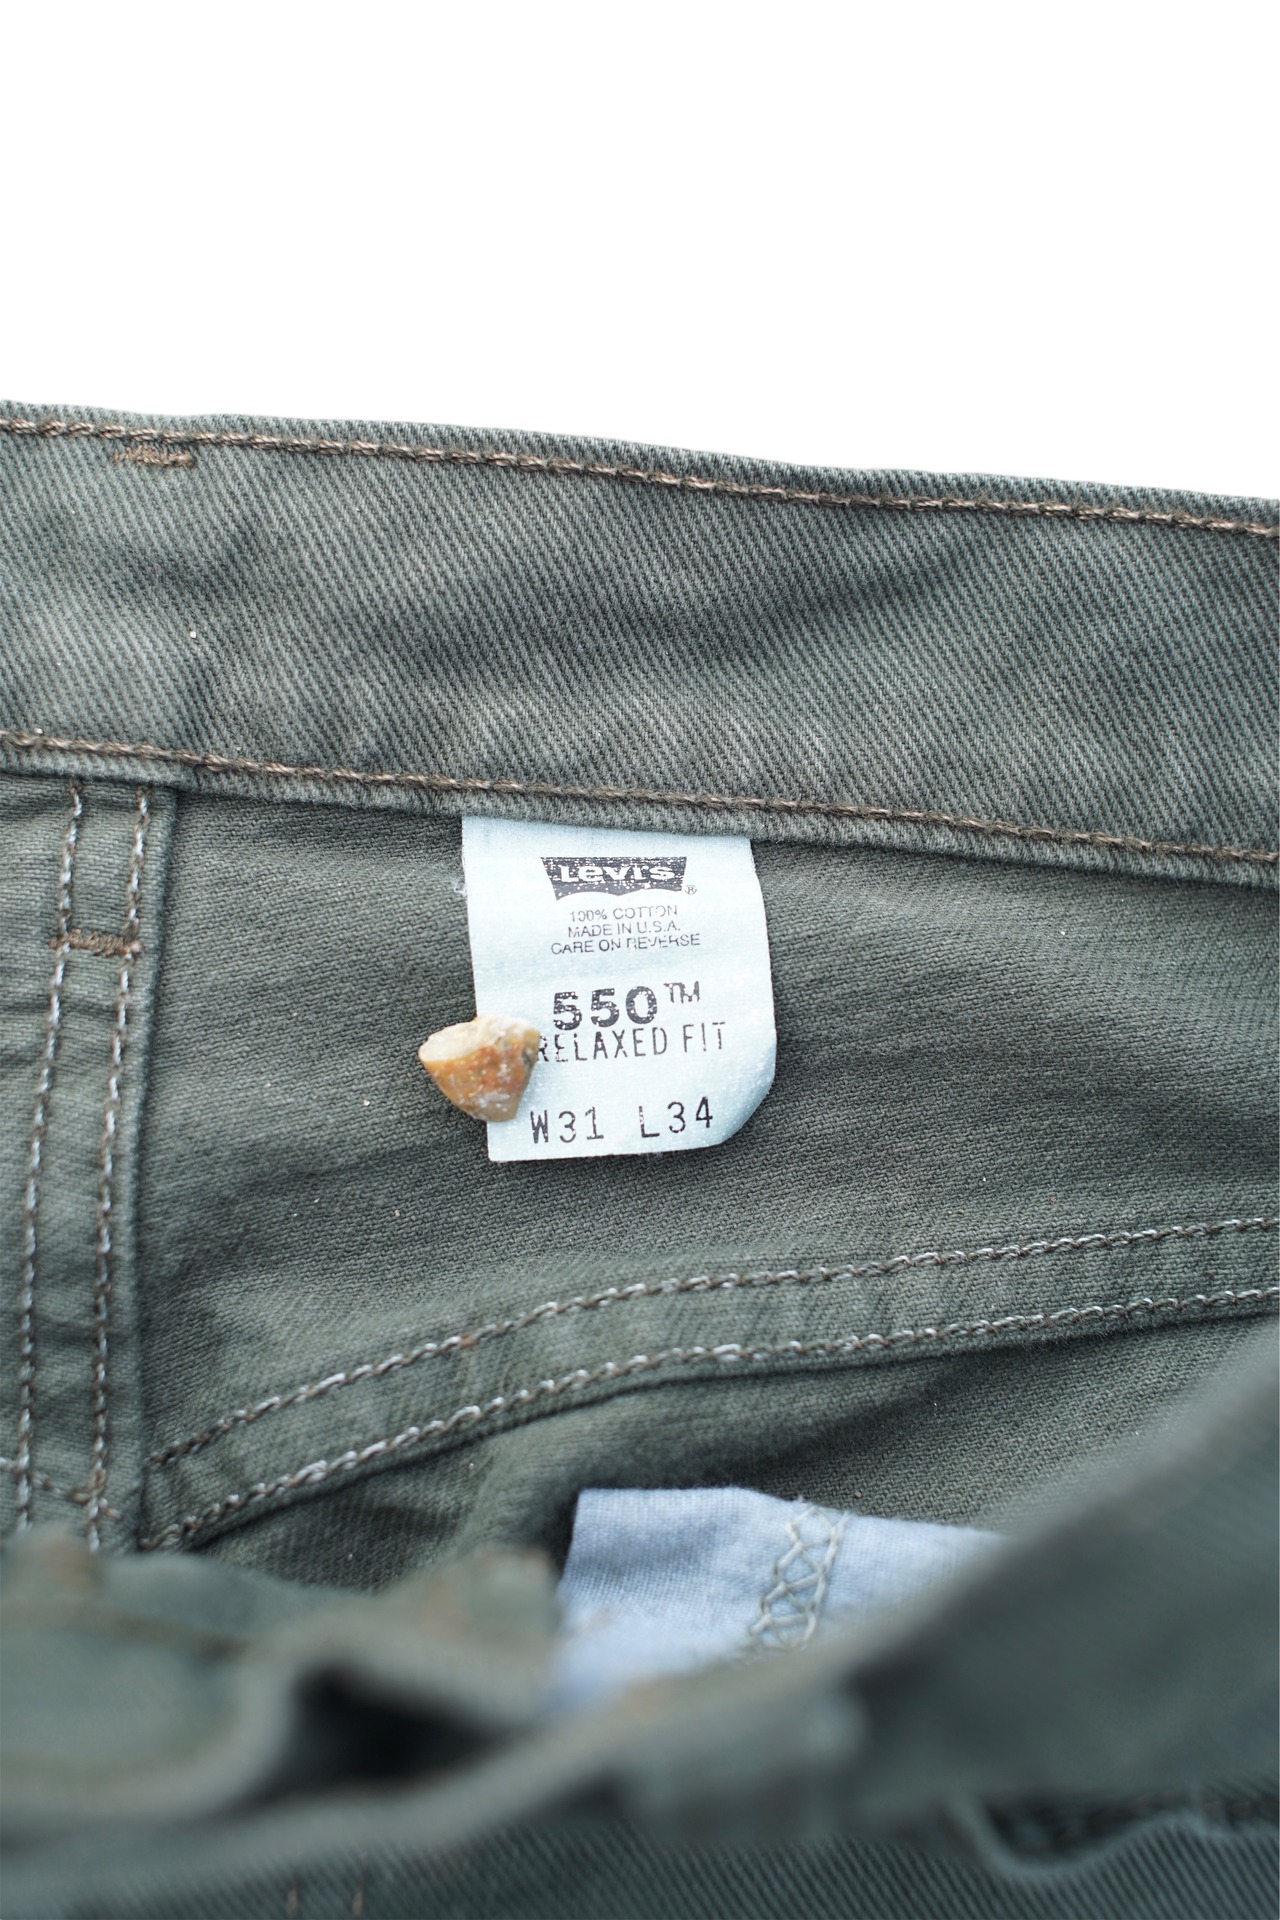 Levi's®
100% COTTON
MADE IN U.S.A.
CARE ON REVERSE
550™
RELAXED FIT
W31 L34